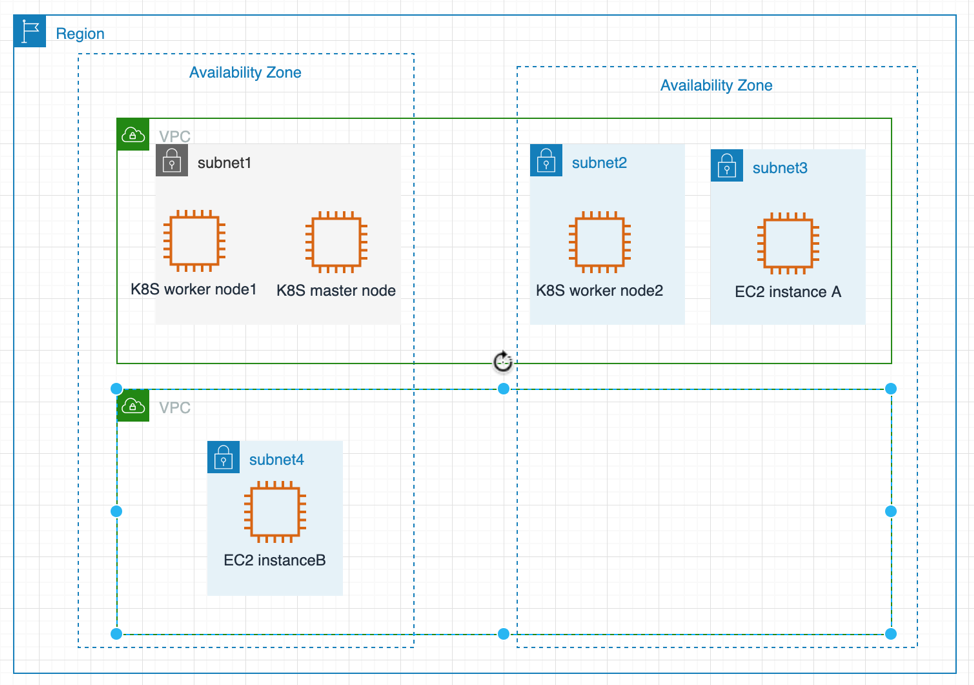 Region
Availability Zone
Availability Zone
VPC
subnet1
subnet2
subnet3
K8S worker node1
K8S master node
K8S worker node2
EC2 instance A
VPC
subnet4
EC2 instanceB